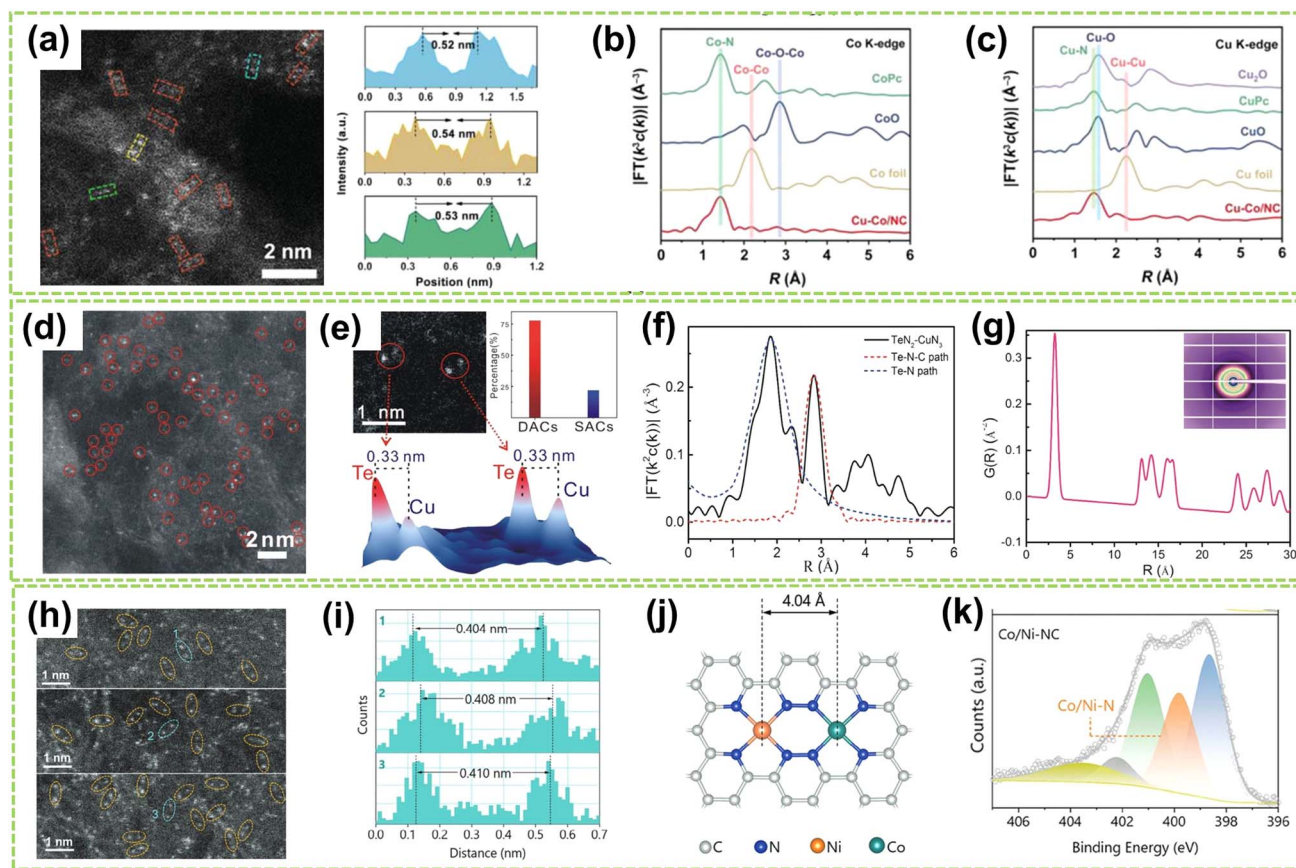 (a)
2 nm
0.52 nm
0.0 0.3 0.6 0.9 1.2 1.5
0.54 nm
0.0 0.3 0.6 0.9 1.2
0.53 nm
0.0 0.3 0.6 0.9 1.2
Intensity (a.u.)
Position (nm)
(b)
Co-N
Co-O-Co
Co K-edge
Co-Co
CoPc
CoO
Co foil
Cu-Co/NC
|FT(k³c(k))| (Å⁻³)
0 1 2 3 4 5 6
R (Å)
(c)
Cu-O
Cu K-edge
Cu-N
Cu-Cu
Cu₂O
CuPc
CuO
Cu foil
Cu-Co/NC
|FT(k³c(k))| (Å⁻³)
0 1 2 3 4 5 6
R (Å)
(d)
2 nm
(e)
1 nm
Percentage(%)
75
50
25
DACs SACs
0.33 nm
Te
Cu
0.33 nm
Te
Cu
(f)
TeN₂-CuN₃
Te-N-C path
Te-N path
|FT(k²c(k))| (Å⁻³)
0.2
0.1
0.0
0 1 2 3 4 5 6
R (Å)
(g)
G(R) (Å⁻²)
0.3
0.2
0.1
0.0
-0.1
0 5 10 15 20 25 30
R (Å)
(h)
1
1 nm
2
1 nm
3
1 nm
(i)
1
0.404 nm
2
0.408 nm
3
0.410 nm
Counts
0.0 0.1 0.2 0.3 0.4 0.5 0.6 0.7
Distance (nm)
(j)
4.04 Å
C N Ni Co
(k)
Co/Ni-NC
Co/Ni-N
Counts (a.u.)
406 404 402 400 398 396
Binding Energy (eV)